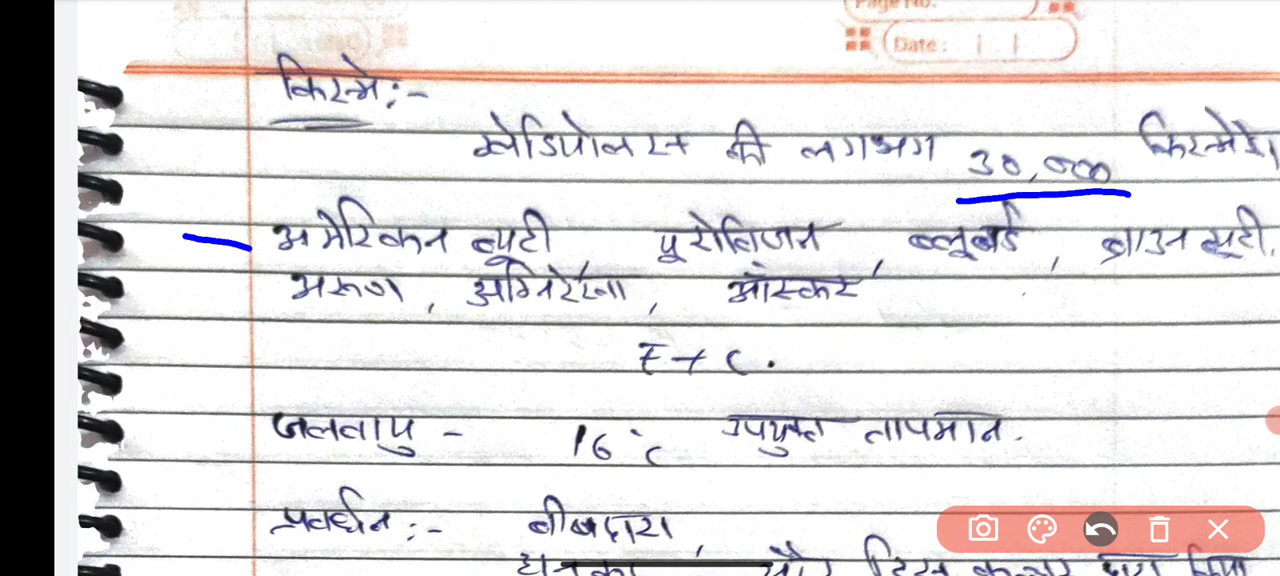 Page No.
Date :
किस्मे :-
ग्लेडियोलस की लगभग 30,000 किस्मे है।
अमेरिकन ब्यूटी, यूरोविजन, ब्लूबर्ड, ब्राउन ब्यूटी,
अरुण, अग्निरेखा, ऑस्कर
Etc.
जलवायु - 16°c उपयुक्त तापमान.
प्रवर्धन :- बीजद्वारा,